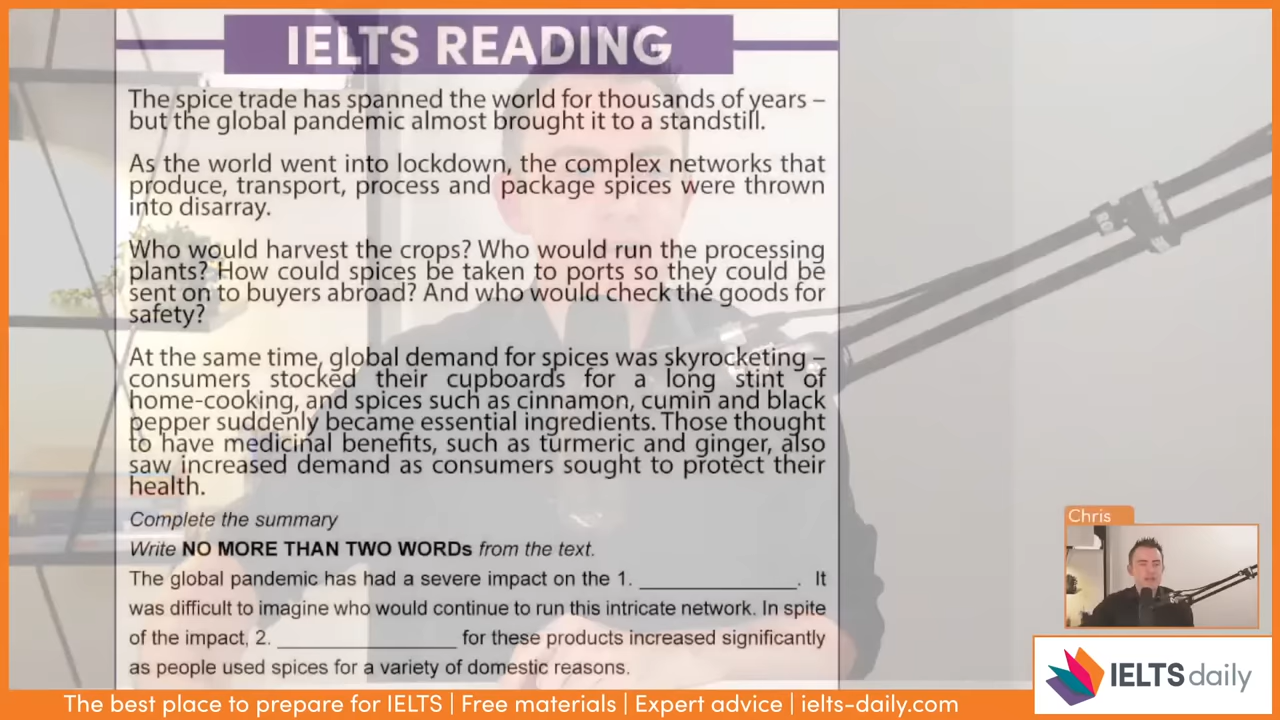 IELTS READING
The spice trade has spanned the world for thousands of years –
but the global pandemic almost brought it to a standstill.
As the world went into lockdown, the complex networks that
produce, transport, process and package spices were thrown
into disarray.
Who would harvest the crops? Who would run the processing
plants? How could spices be taken to ports so they could be
sent on to buyers abroad? And who would check the goods for
safety?
At the same time, global demand for spices was skyrocketing –
consumers stocked their cupboards for a long stint of
home-cooking, and spices such as cinnamon, cumin and black
pepper suddenly became essential ingredients. Those thought
to have medicinal benefits, such as turmeric and ginger, also
saw increased demand as consumers sought to protect their
health.
Complete the summary
Write NO MORE THAN TWO WORDs from the text.
The global pandemic has had a severe impact on the 1. ______________. It
was difficult to imagine who would continue to run this intricate network. In spite
of the impact, 2. ________________ for these products increased significantly
as people used spices for a variety of domestic reasons.
Chris
IELTS daily
The best place to prepare for IELTS | Free materials | Expert advice | ielts-daily.com